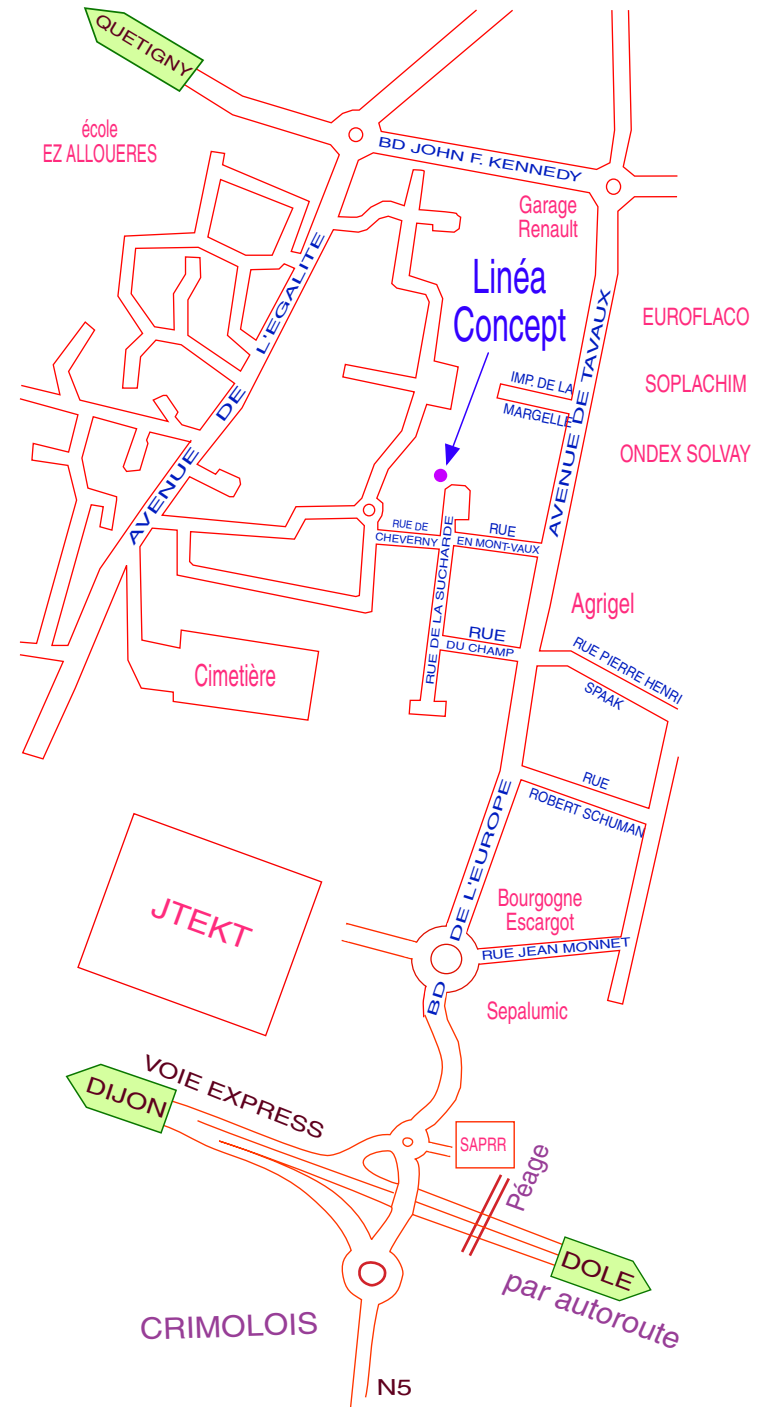 QUETIGNY
école
EZ ALLOUERES
BD JOHN F. KENNEDY
Garage
Renault
AVENUE DE L'EGALITE
Linéa
Concept
AVENUE DE TAVAUX
EUROFLACO
SOPLACHIM
ONDEX SOLVAY
IMP. DE LA
MARGELLE
RUE DE
CHEVERNY
RUE
EN MONT-VAUX
RUE DE LA SUCHARDE
Agrigel
RUE
DU CHAMP
RUE PIERRE HENRI
SPAAK
Cimetière
RUE
ROBERT SCHUMAN
BD DE L'EUROPE
JTEKT
Bourgogne
Escargot
RUE JEAN MONNET
Sepalumic
VOIE EXPRESS
DIJON
SAPRR
Péage
DOLE
par autoroute
CRIMOLOIS
N5